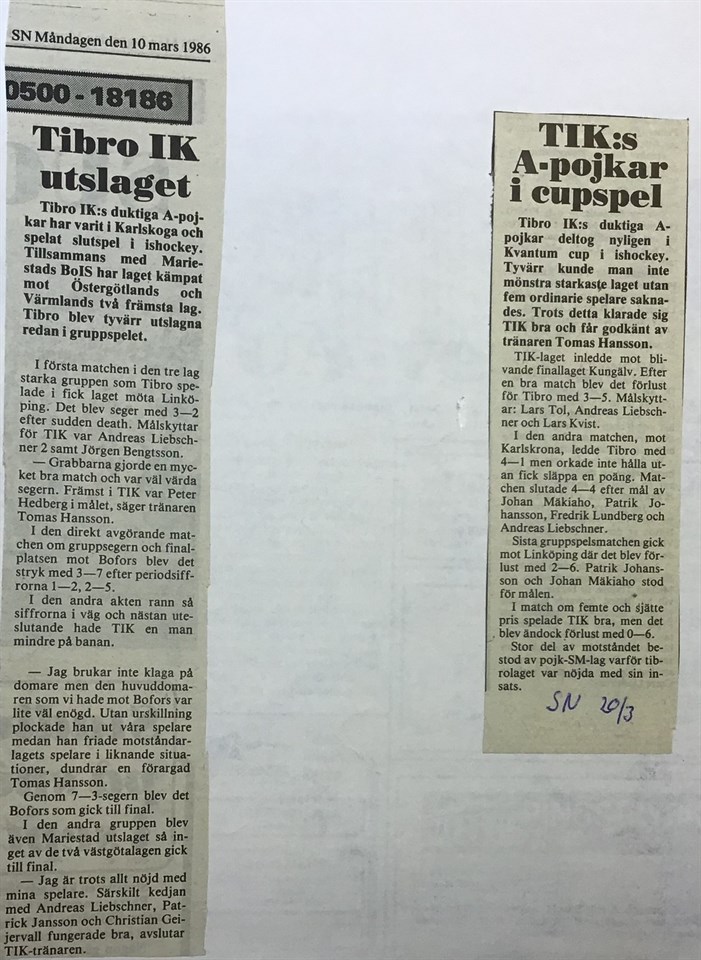 SN Måndagen den 10 mars 1986
0500-18186
Tibro IK
utslaget
Tibro IK:s duktiga A-poj-
kar har varit i Karlskoga och
spelat slutspel i ishockey.
Tillsammans med Marie-
stads BoIS har laget kämpat
mot Östergötlands och
Värmlands två främsta lag.
Tibro blev tyvärr utslagna
redan i gruppspelet.
I första matchen i den tre lag
starka gruppen som Tibro spe-
lade i fick laget möta Linkö-
ping. Det blev seger med 3—2
efter sudden death. Målskyttar
för TIK var Andreas Liebsch-
ner 2 samt Jörgen Bengtsson.
— Grabbarna gjorde en myc-
ket bra match och var väl värda
segern. Främst i TIK var Peter
Hedberg i målet, säger tränaren
Tomas Hansson.
I den direkt avgörande mat-
chen om gruppsegern och final-
platsen mot Bofors blev det
stryk med 3—7 efter periodsiff-
rorna 1—2, 2—5.
I den andra akten rann så
siffrorna i väg och nästan ute-
slutande hade TIK en man
mindre på banan.
— Jag brukar inte klaga på
domare men den huvuddoma-
ren som vi hade mot Bofors var
lite väl enögd. Utan urskillning
plockade han ut våra spelare
medan han friade motståndar-
lagets spelare i liknande situa-
tioner, dundrar en förargad
Tomas Hansson.
Genom 7—3-segern blev det
Bofors som gick till final.
I den andra gruppen blev
även Mariestad utslaget så in-
get av de två västgötalagen gick
till final.
— Jag är trots allt nöjd med
mina spelare. Särskilt kedjan
med Andreas Liebschner, Pat-
rick Jansson och Christian Gei-
jervall fungerade bra, avslutar
TIK-tränaren.
TIK:s
A-pojkar
i cupspel
Tibro IK:s duktiga A-
pojkar deltog nyligen i
Kvantum cup i ishockey.
Tyvärr kunde man inte
mönstra starkaste laget utan
fem ordinarie spelare sakna-
des. Trots detta klarade sig
TIK bra och får godkänt av
tränaren Tomas Hansson.
TIK-laget inledde mot bli-
vande finallaget Kungälv. Efter
en bra match blev det förlust
för Tibro med 3—5. Målskytt-
ar: Lars Tol, Andreas Liebsch-
ner och Lars Kvist.
I den andra matchen, mot
Karlskrona, ledde Tibro med
4—1 men orkade inte hålla ut-
an fick släppa en poäng. Mat-
chen slutade 4—4 efter mål av
Johan Mäkiaho, Patrik Jo-
hansson, Fredrik Lundberg och
Andreas Liebschner.
Sista gruppspelsmatchen gick
mot Linköping där det blev för-
lust med 2—6. Patrik Johans-
son och Johan Mäkiaho stod
för målen.
I match om femte och sjätte
pris spelade TIK bra, men det
blev ändock förlust med 0—6.
Stor del av motståndet be-
stod av pojk-SM-lag varför tib-
rolaget var nöjda med sin in-
sats.
SN 20/3